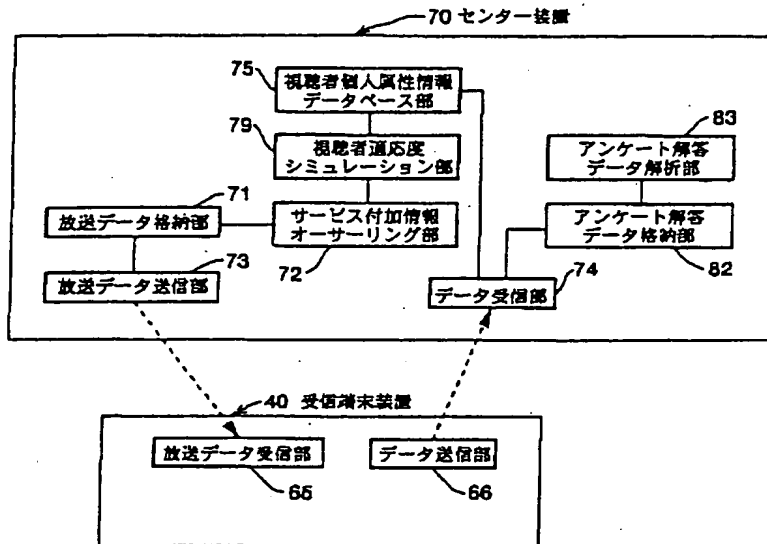 70 センター装置
75
視聴者個人属性情報
データベース部
79
視聴者適応度
シミュレーション部
83
アンケート解答
データ解析部
71
放送データ格納部
サービス付加情報
オーサリング部
72
アンケート解答
データ格納部
82
73
放送データ送信部
74
データ受信部
40 受信端末装置
放送データ受信部
65
データ送信部
66